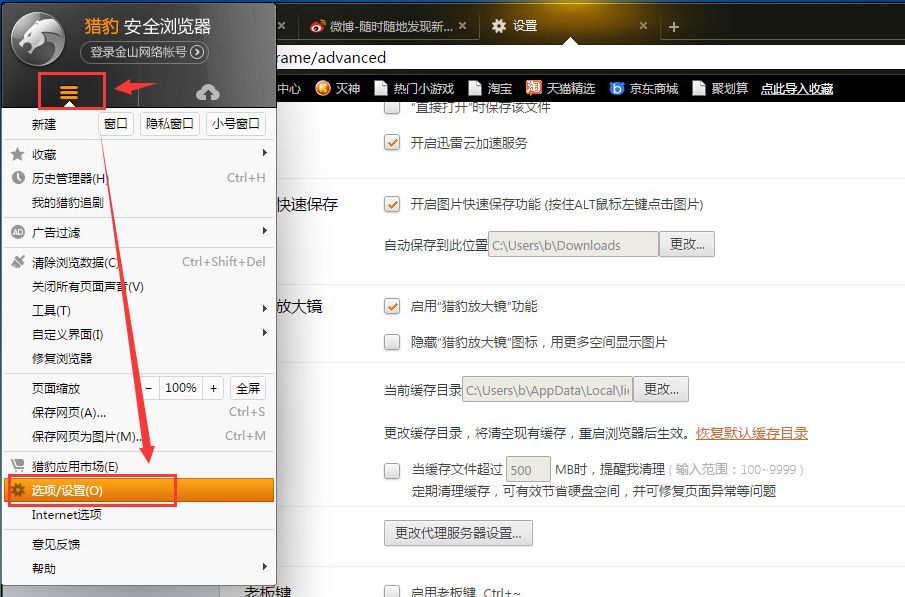 猎豹 安全浏览器
登录金山网络帐号
微博-随时随地发现新...
设置
rame/advanced
中心 灭神 热门小游戏 淘宝 天猫精选 京东商城 聚划算 点此导入收藏
新建 窗口 隐私窗口 小号窗口
收藏
历史管理器(H) Ctrl+H
我的猎豹追剧
广告过滤
清除浏览数据(C) Ctrl+Shift+Del
关闭所有页面声音(V)
工具(T)
自定义界面(I)
修复浏览器
页面缩放 − 100% + 全屏
保存网页(A)... Ctrl+S
保存网页为图片(M)... Ctrl+M
猎豹应用市场(E)
选项/设置(O)
Internet选项
意见反馈
帮助
"直接打开"时保存该文件
开启迅雷云加速服务
快速保存
开启图片快速保存功能 (按住ALT鼠标左键点击图片)
自动保存到此位置 C:\Users\b\Downloads 更改...
放大镜
启用"猎豹放大镜"功能
隐藏"猎豹放大镜"图标，用更多空间显示图片
当前缓存目录 C:\Users\b\AppData\Local\lie 更改...
更改缓存目录，将清空现有缓存，重启浏览器后生效。恢复默认缓存目录
当缓存文件超过 500 MB时，提醒我清理 ( 输入范围：100~9999 )
定期清理缓存，可有效节省硬盘空间，并可修复页面异常等问题
更改代理服务器设置...
老板键
启用老板键 Ctrl+~